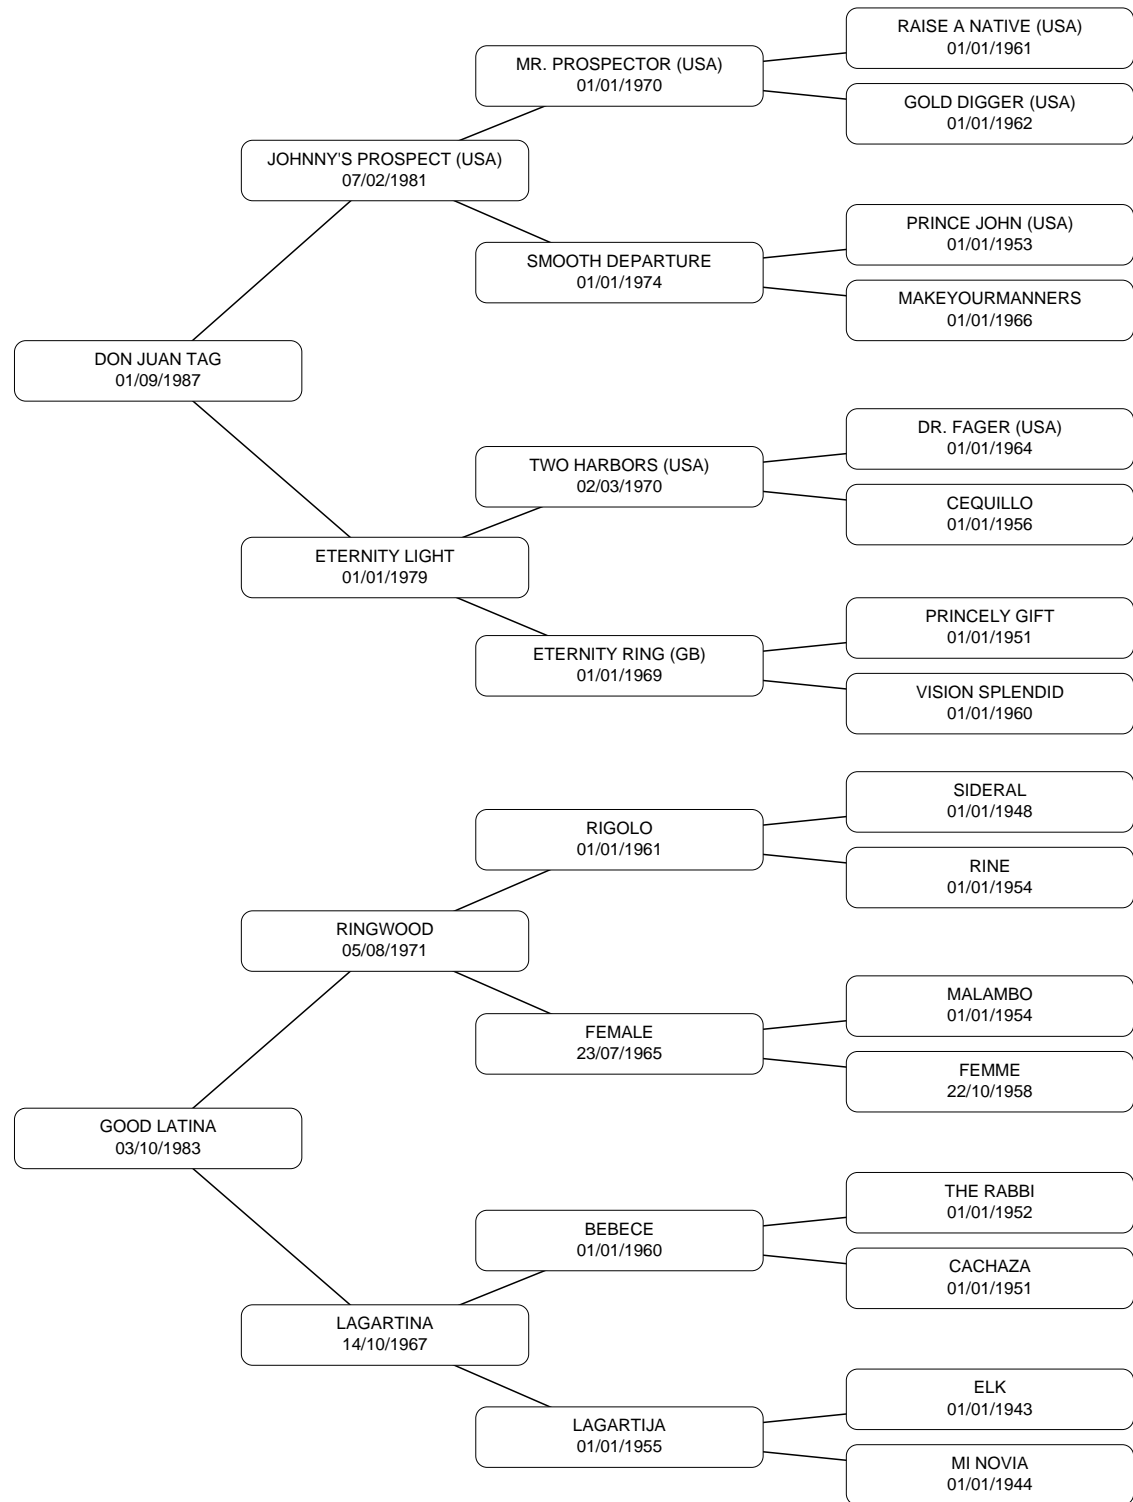 RAISE A NATIVE (USA)
01/01/1961
MR. PROSPECTOR (USA)
01/01/1970
GOLD DIGGER (USA)
01/01/1962
JOHNNY'S PROSPECT (USA)
07/02/1981
PRINCE JOHN (USA)
01/01/1953
SMOOTH DEPARTURE
01/01/1974
MAKEYOURMANNERS
01/01/1966
DON JUAN TAG
01/09/1987
DR. FAGER (USA)
01/01/1964
TWO HARBORS (USA)
02/03/1970
CEQUILLO
01/01/1956
ETERNITY LIGHT
01/01/1979
PRINCELY GIFT
01/01/1951
ETERNITY RING (GB)
01/01/1969
VISION SPLENDID
01/01/1960
SIDERAL
01/01/1948
RIGOLO
01/01/1961
RINE
01/01/1954
RINGWOOD
05/08/1971
MALAMBO
01/01/1954
FEMALE
23/07/1965
FEMME
22/10/1958
GOOD LATINA
03/10/1983
THE RABBI
01/01/1952
BEBECE
01/01/1960
CACHAZA
01/01/1951
LAGARTINA
14/10/1967
ELK
01/01/1943
LAGARTIJA
01/01/1955
MI NOVIA
01/01/1944